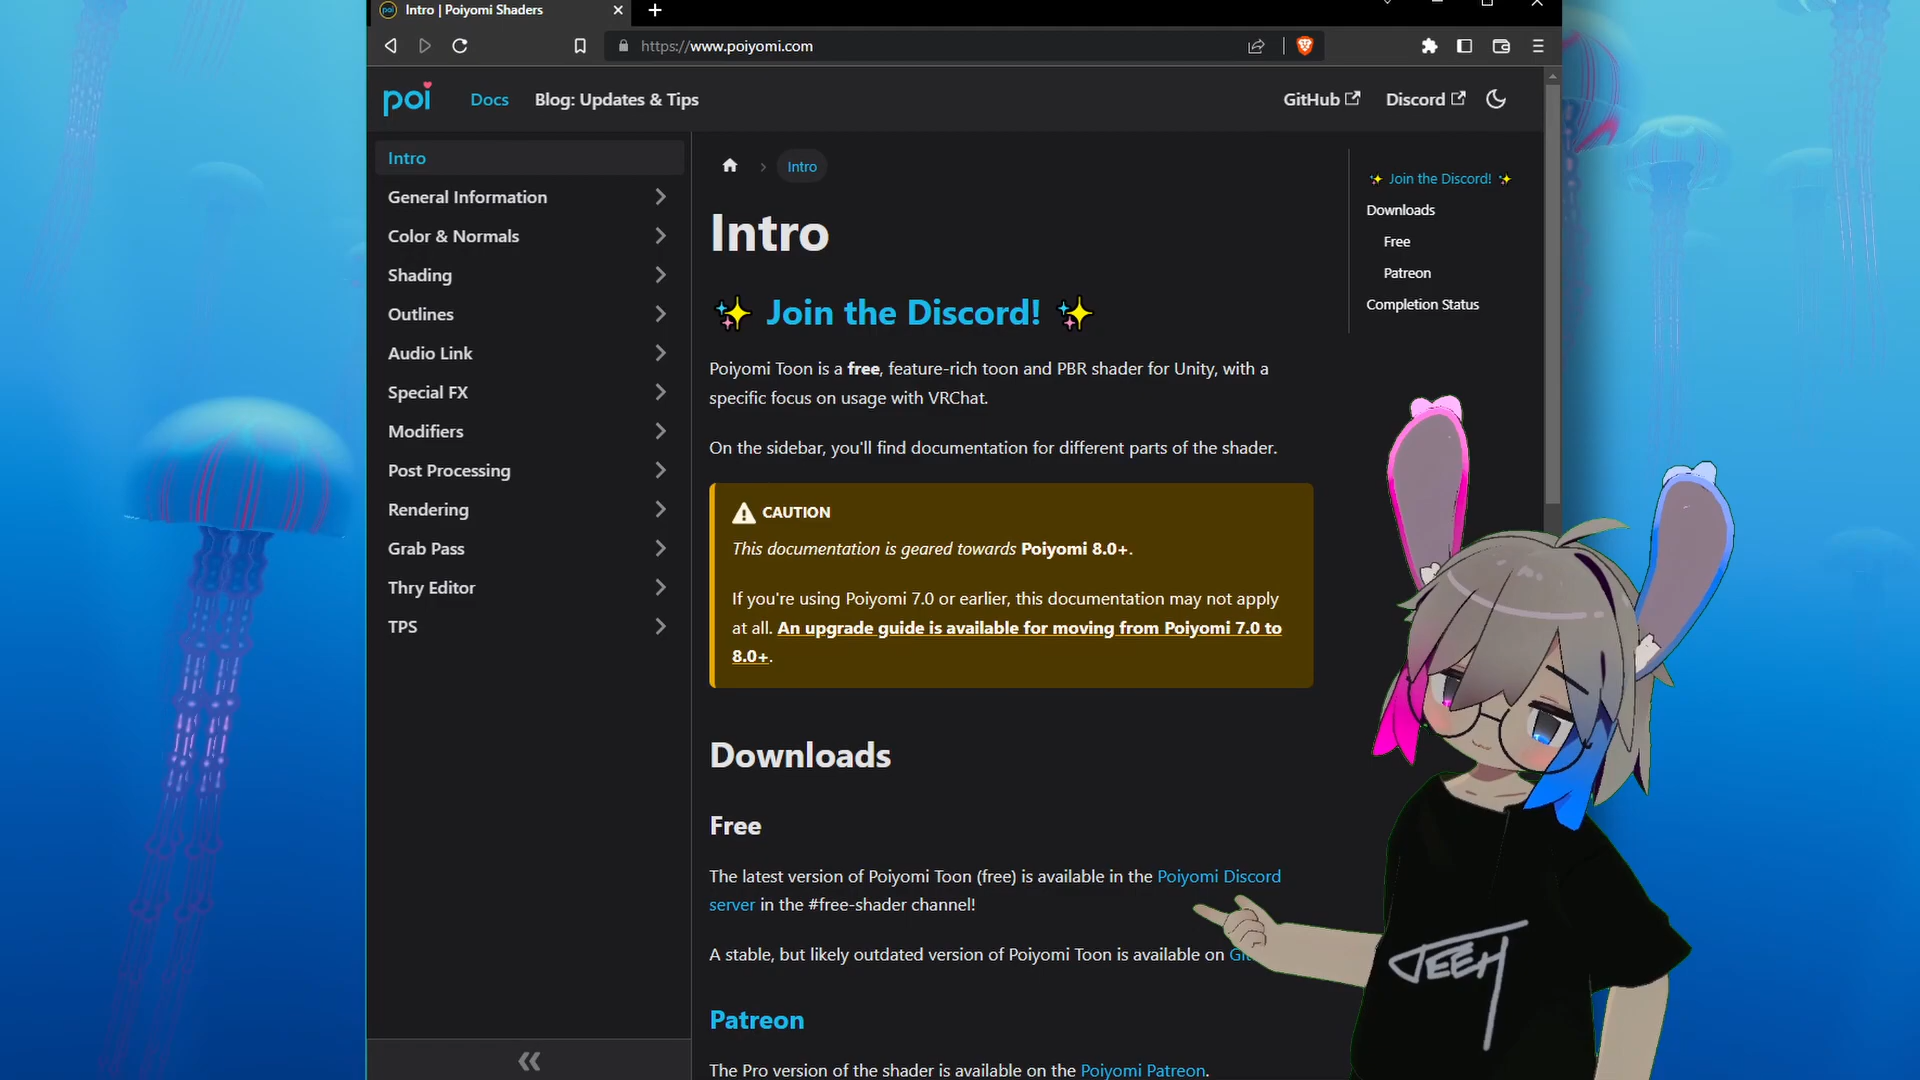 Intro | Poiyomi Shaders
https://www.poiyomi.com
poi
Docs
Blog: Updates & Tips
GitHub
Discord
Intro
General Information
Color & Normals
Shading
Outlines
Audio Link
Special FX
Modifiers
Post Processing
Rendering
Grab Pass
Thry Editor
TPS
Intro
Intro
Join the Discord!
Poiyomi Toon is a free, feature-rich toon and PBR shader for Unity, with a
specific focus on usage with VRChat.
On the sidebar, you'll find documentation for different parts of the shader.
CAUTION
This documentation is geared towards Poiyomi 8.0+.
If you're using Poiyomi 7.0 or earlier, this documentation may not apply
at all. An upgrade guide is available for moving from Poiyomi 7.0 to
8.0+.
Downloads
Free
The latest version of Poiyomi Toon (free) is available in the Poiyomi Discord
server in the #free-shader channel!
A stable, but likely outdated version of Poiyomi Toon is available on
Patreon
The Pro version of the shader is available on the Poiyomi Patreon.
Join the Discord!
Downloads
Free
Patreon
Completion Status
JEEH